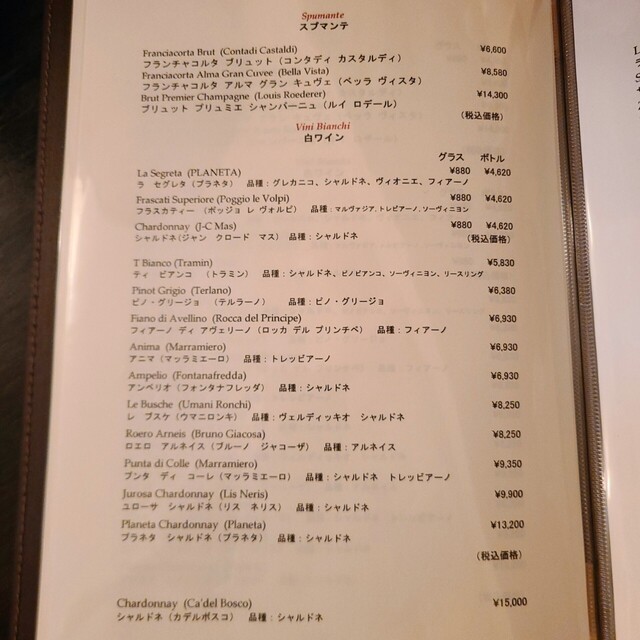 Spumante
スプマンテ
Franciacorta Brut (Contadi Castaldi) ¥6,600
フランチャコルタ ブリュット (コンタディ カスタルディ)
Franciacorta Alma Gran Cuvee (Bella Vista) ¥8,580
フランチャコルタ アルマ グラン キュヴェ (ベッラ ヴィスタ)
Brut Premier Champagne (Louis Roederer) ¥14,300
ブリュット プリュミエ シャンパーニュ (ルイ ロデール)
(税込価格)
Vini Bianchi
白ワイン
グラス ボトル
La Segreta (PLANETA) ¥880 ¥4,620
ラ セグレタ (プラネタ) 品種:グレカニコ、シャルドネ、ヴィオニエ、フィアーノ
Frascati Superiore (Poggio le Volpi) ¥880 ¥4,620
フラスカティー (ポッジョ レ ヴォルピ) 品種:マルヴァジア,トレビアーノ,ソーヴィニヨン
Chardonnay (J-C Mas) ¥880 ¥4,620
シャルドネ(ジャン クロード マス) 品種:シャルドネ (税込価格)
T Bianco (Tramin) ¥5,830
ティ ビアンコ (トラミン) 品種:シャルドネ、ピノビアンコ、ソーヴィニヨン、リースリング
Pinot Grigio (Terlano) ¥6,380
ピノ・グリージョ (テルラーノ) 品種:ピノ・グリージョ
Fiano di Avellino (Rocca del Principe) ¥6,930
フィアーノ ディ アヴェリーノ (ロッカ デル プリンチペ) 品種:フィアーノ
Anima (Marramiero) ¥6,930
アニマ (マッラミエーロ) 品種:トレッビアーノ
Ampelio (Fontanafredda) ¥6,930
アンペリオ (フォンタナフレッダ) 品種:シャルドネ
Le Busche (Umani Ronchi) ¥8,250
レ ブスケ (ウマニロンキ) 品種:ヴェルディッキオ シャルドネ
Roero Arneis (Bruno Giacosa) ¥8,250
ロエロ アルネイス (ブルーノ ジャコーザ) 品種:アルネイス
Punta di Colle (Marramiero) ¥9,350
プンタ ディ コーレ (マッラミエーロ) 品種:シャルドネ トレッビアーノ
Jurosa Chardonnay (Lis Neris) ¥9,900
ユローサ シャルドネ (リス ネリス) 品種:シャルドネ
Planeta Chardonnay (Planeta) ¥13,200
プラネタ シャルドネ (プラネタ) 品種:シャルドネ
(税込価格)
Chardonnay (Ca'del Bosco) ¥15,000
シャルドネ (カデルボスコ) 品種:シャルドネ